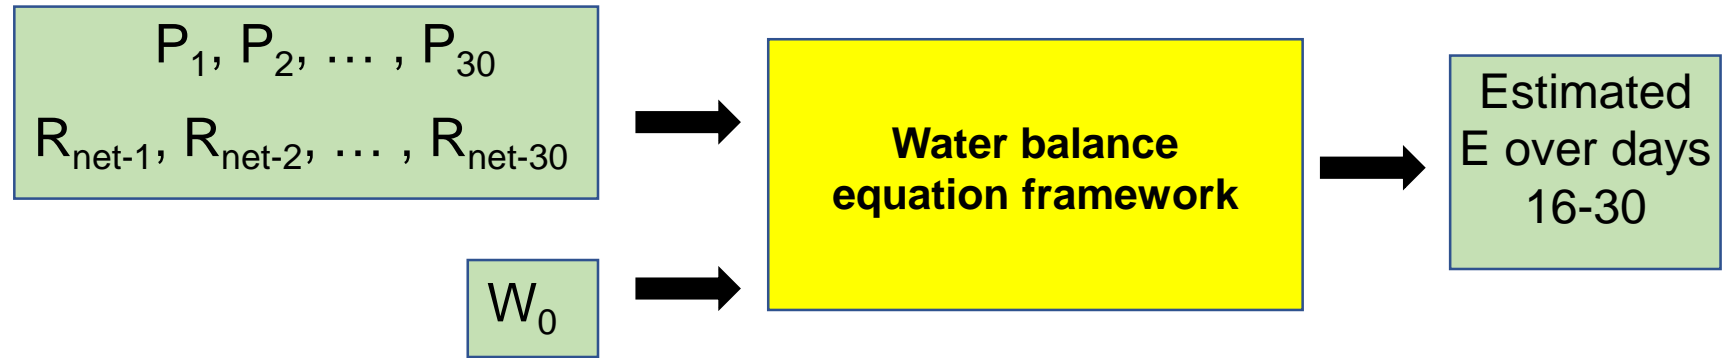 P₁, P₂, … , P₃₀
Rₙₑₜ₋₁, Rₙₑₜ₋₂, … , Rₙₑₜ₋₃₀
W₀
Water balance
equation framework
Estimated
E over days
16-30